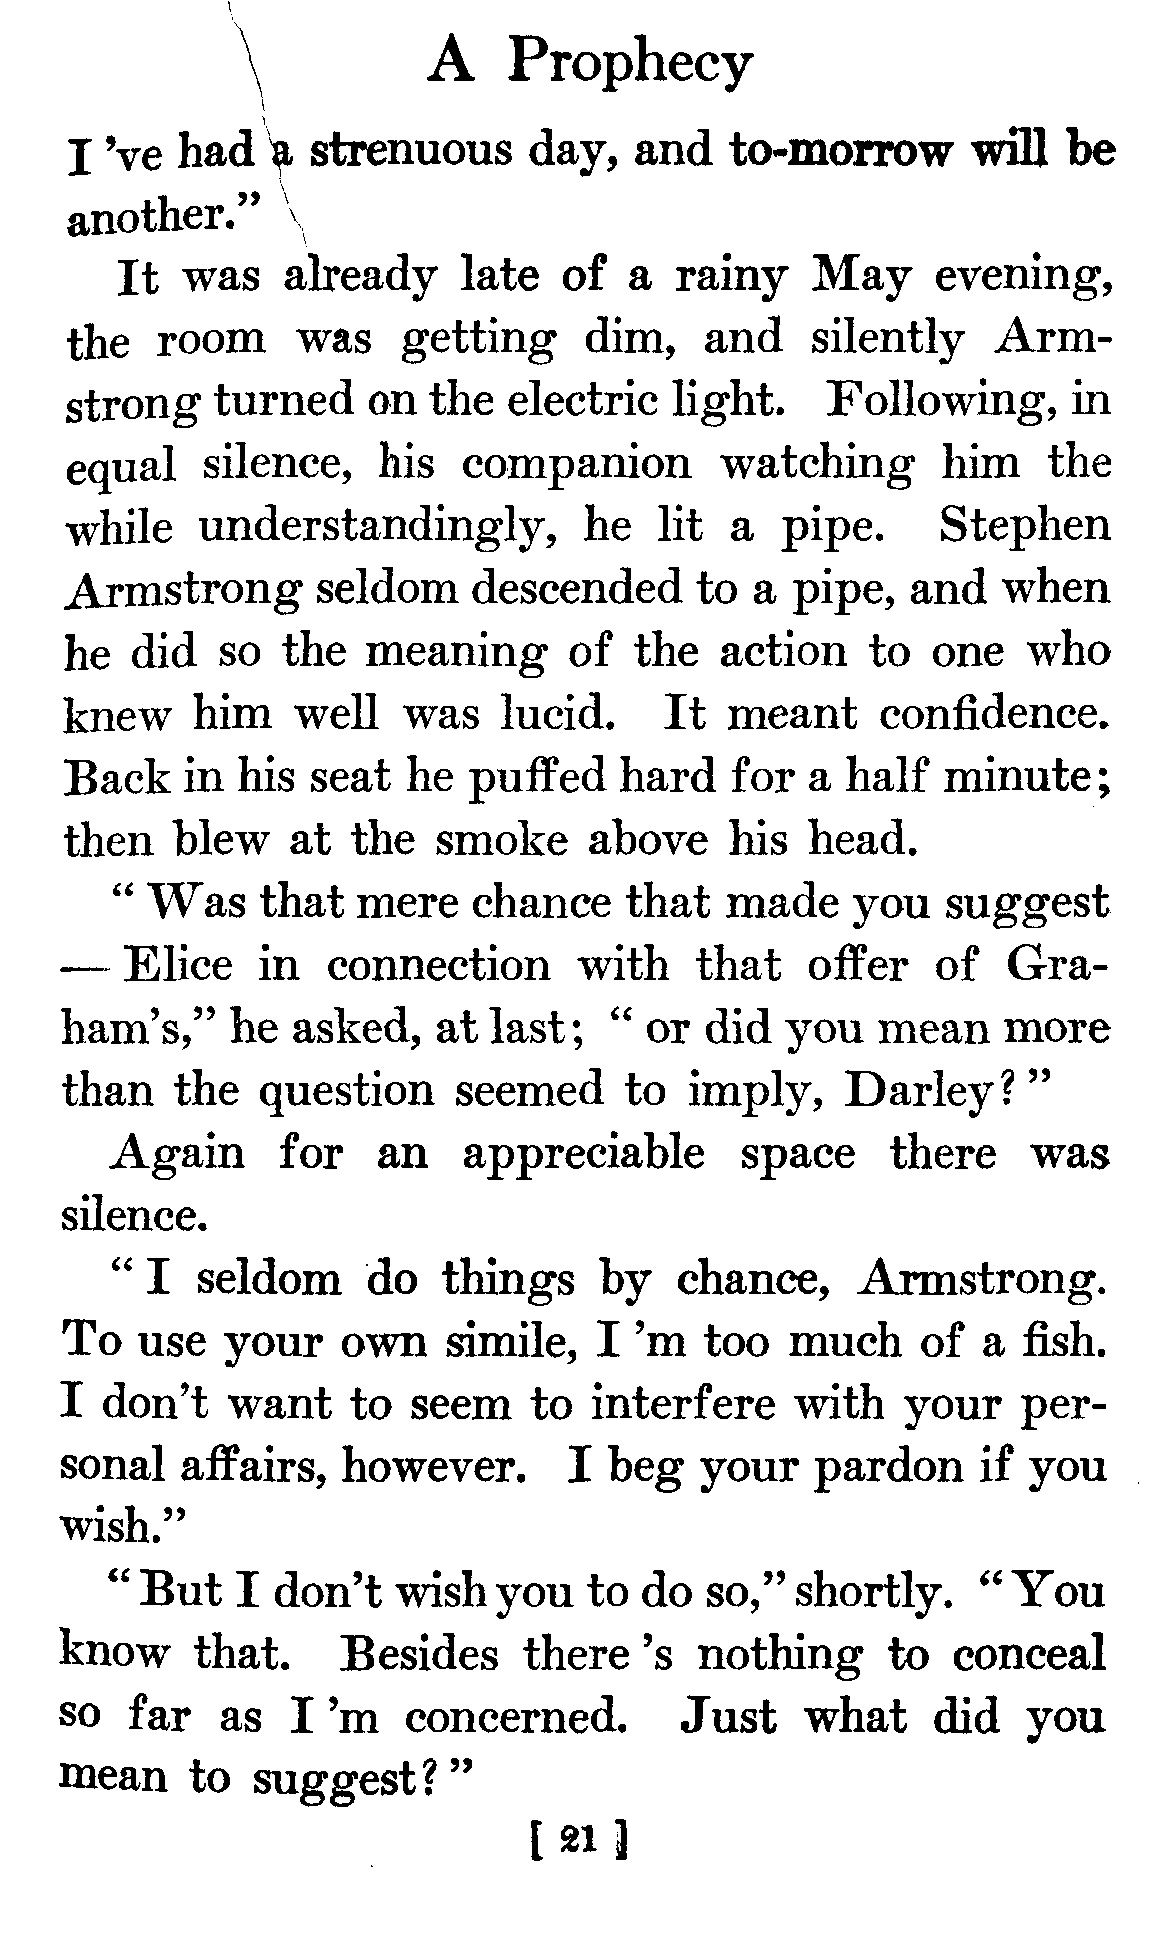 A Prophecy
I 've had a strenuous day, and to-morrow will be
another.”
It was already late of a rainy May evening,
the room was getting dim, and silently Arm-
strong turned on the electric light. Following, in
equal silence, his companion watching him the
while understandingly, he lit a pipe. Stephen
Armstrong seldom descended to a pipe, and when
he did so the meaning of the action to one who
knew him well was lucid. It meant confidence.
Back in his seat he puffed hard for a half minute;
then blew at the smoke above his head.
“ Was that mere chance that made you suggest
— Elice in connection with that offer of Gra-
ham's,” he asked, at last; “ or did you mean more
than the question seemed to imply, Darley? ”
Again for an appreciable space there was
silence.
“ I seldom do things by chance, Armstrong.
To use your own simile, I 'm too much of a fish.
I don't want to seem to interfere with your per-
sonal affairs, however. I beg your pardon if you
wish.”
“ But I don't wish you to do so,” shortly. “ You
know that. Besides there 's nothing to conceal
so far as I 'm concerned. Just what did you
mean to suggest? ”
[ 21 ]